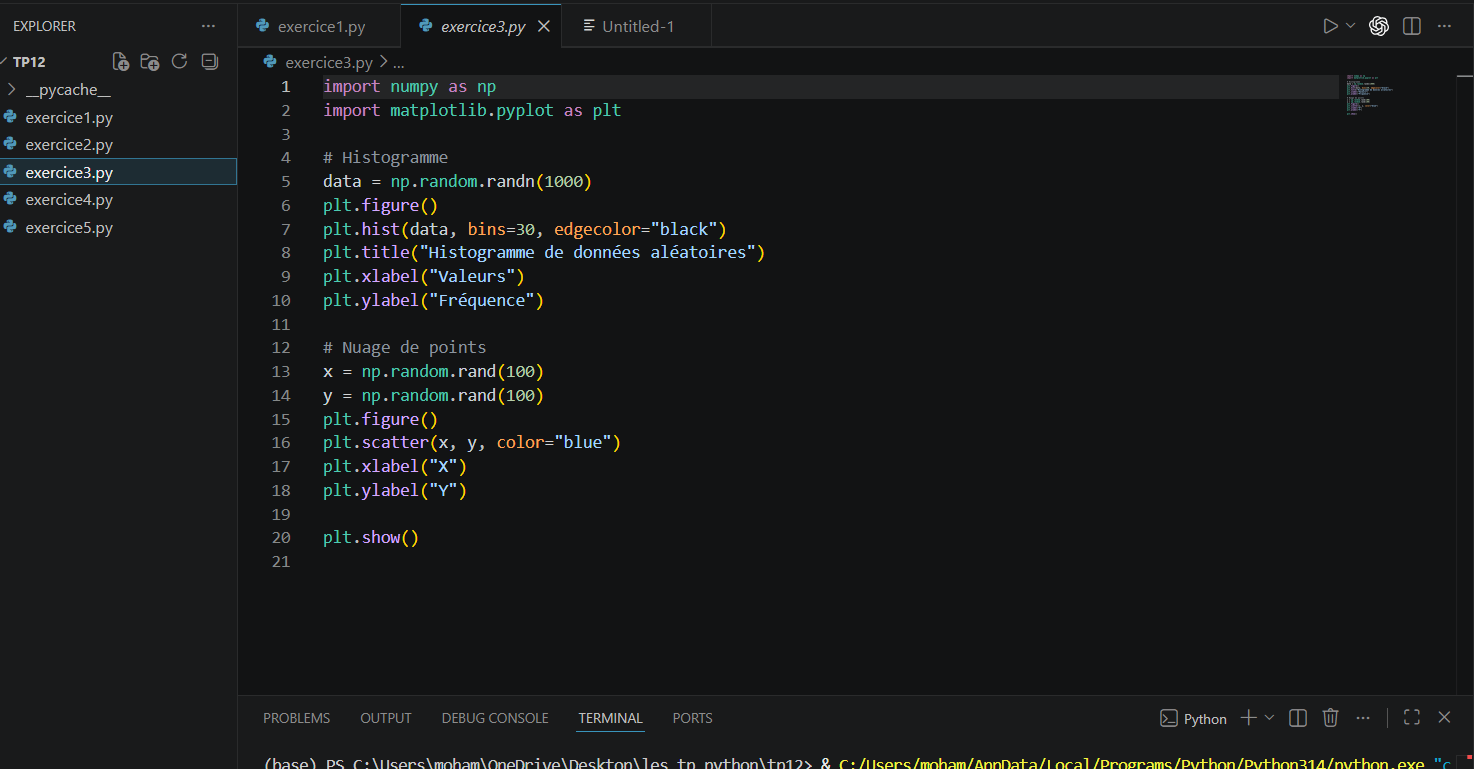 EXPLORER
TP12
__pycache__
exercice1.py
exercice2.py
exercice3.py
exercice4.py
exercice5.py
exercice1.py
exercice3.py
Untitled-1
exercice3.py > ...
1 import numpy as np
2 import matplotlib.pyplot as plt
3
4 # Histogramme
5 data = np.random.randn(1000)
6 plt.figure()
7 plt.hist(data, bins=30, edgecolor="black")
8 plt.title("Histogramme de données aléatoires")
9 plt.xlabel("Valeurs")
10 plt.ylabel("Fréquence")
11
12 # Nuage de points
13 x = np.random.rand(100)
14 y = np.random.rand(100)
15 plt.figure()
16 plt.scatter(x, y, color="blue")
17 plt.xlabel("X")
18 plt.ylabel("Y")
19
20 plt.show()
21
PROBLEMS OUTPUT DEBUG CONSOLE TERMINAL PORTS
Python
(base) PS C:\Users\moham\OneDrive\Desktop\les tp python\tp12> & C:/Users/moham/AppData/Local/Programs/Python/Python314/python.exe "c